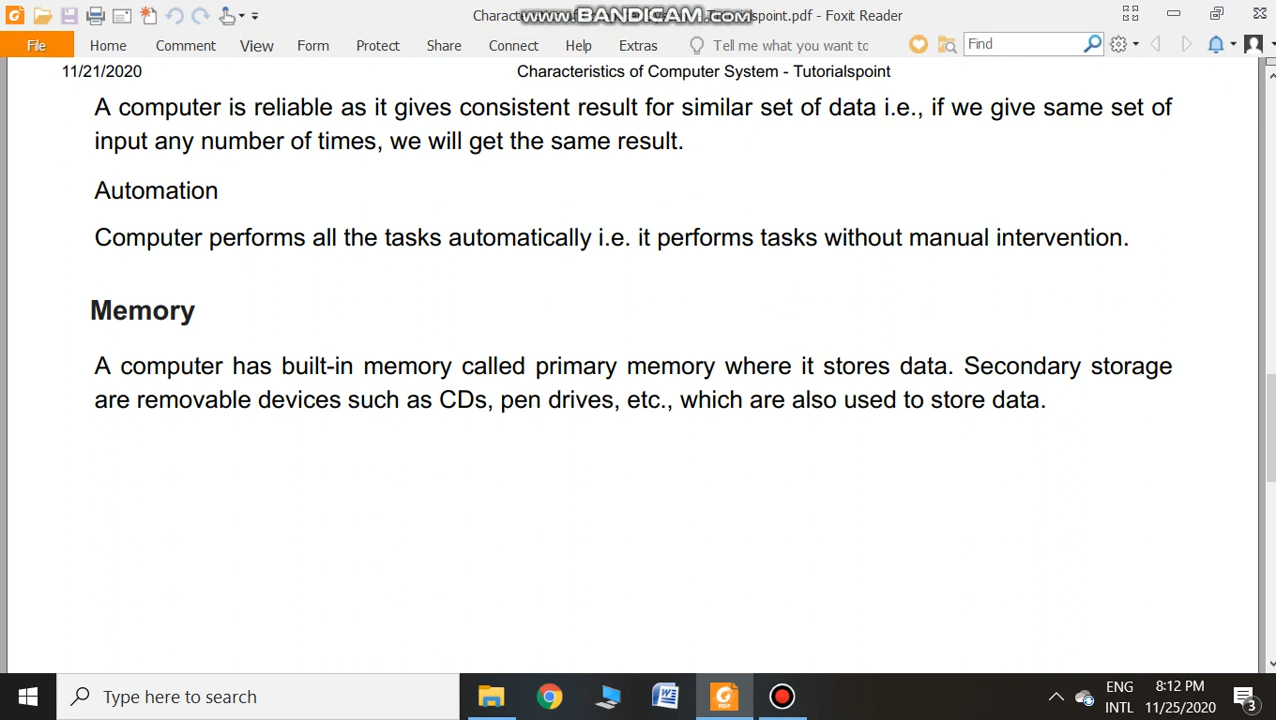 Charac
www.BANDICAM.com
spoint.pdf - Foxit Reader
File
Home
Comment
View
Form
Protect
Share
Connect
Help
Extras
Tell me what you want to
Find
11/21/2020
Characteristics of Computer System - Tutorialspoint
A computer is reliable as it gives consistent result for similar set of data i.e., if we give same set of
input any number of times, we will get the same result.
Automation
Computer performs all the tasks automatically i.e. it performs tasks without manual intervention.
Memory
A computer has built-in memory called primary memory where it stores data. Secondary storage
are removable devices such as CDs, pen drives, etc., which are also used to store data.
Type here to search
PDF
ENG
INTL
8:12 PM
11/25/2020
3